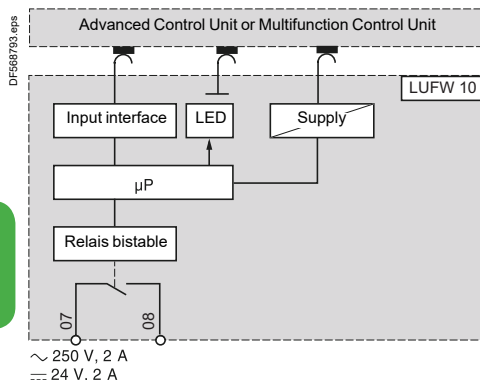 DF568793.eps
Advanced Control Unit or Multifunction Control Unit
LUFW 10
Input interface
LED
Supply
µP
Relais bistable
07
08
∼ 250 V, 2 A
⎓ 24 V, 2 A